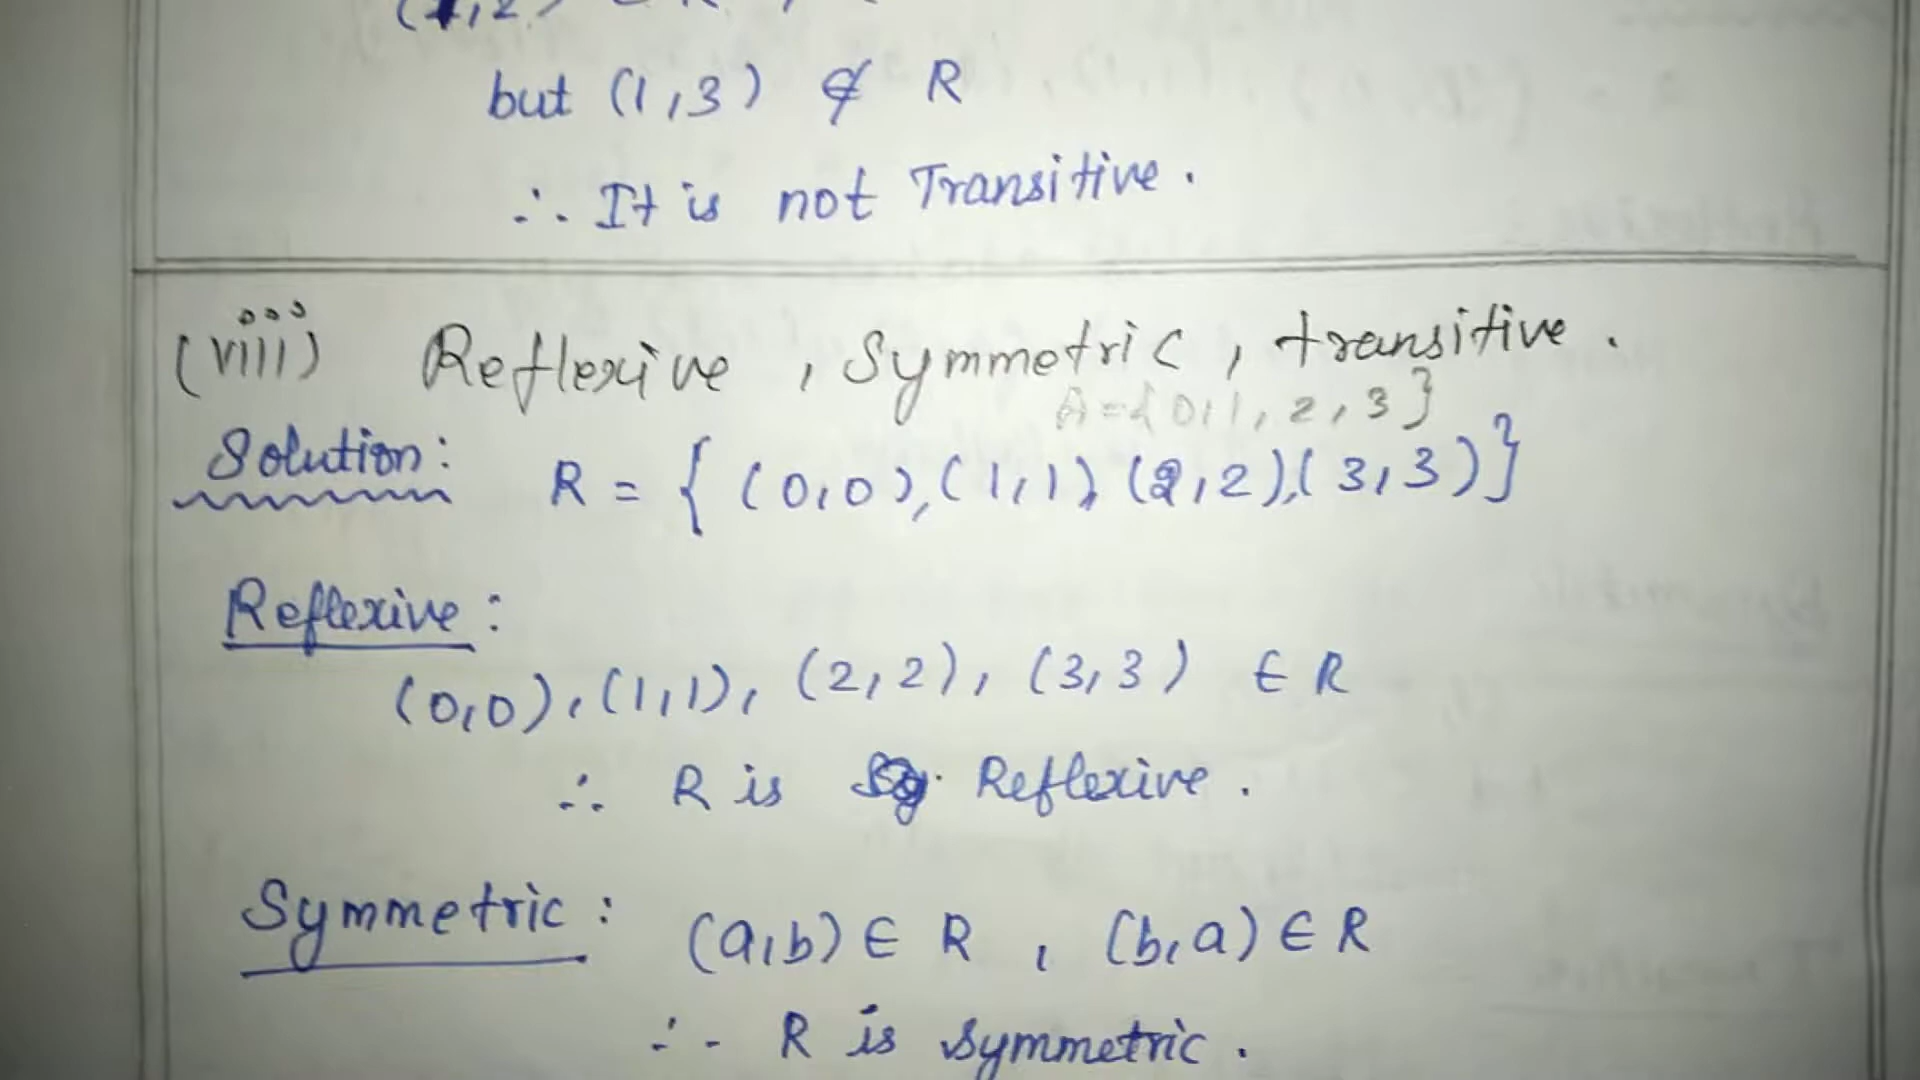 but (1,3) ∉ R
∴ It is not Transitive.
(viii) Reflexive, Symmetric, transitive.
A={0,1,2,3}
Solution: R = { (0,0),(1,1),(2,2),(3,3)}
Reflexive:
(0,0),(1,1),(2,2),(3,3) ∈ R
∴ R is Reflexive.
Symmetric: (a,b) ∈ R , (b,a) ∈ R
∴ R is symmetric.